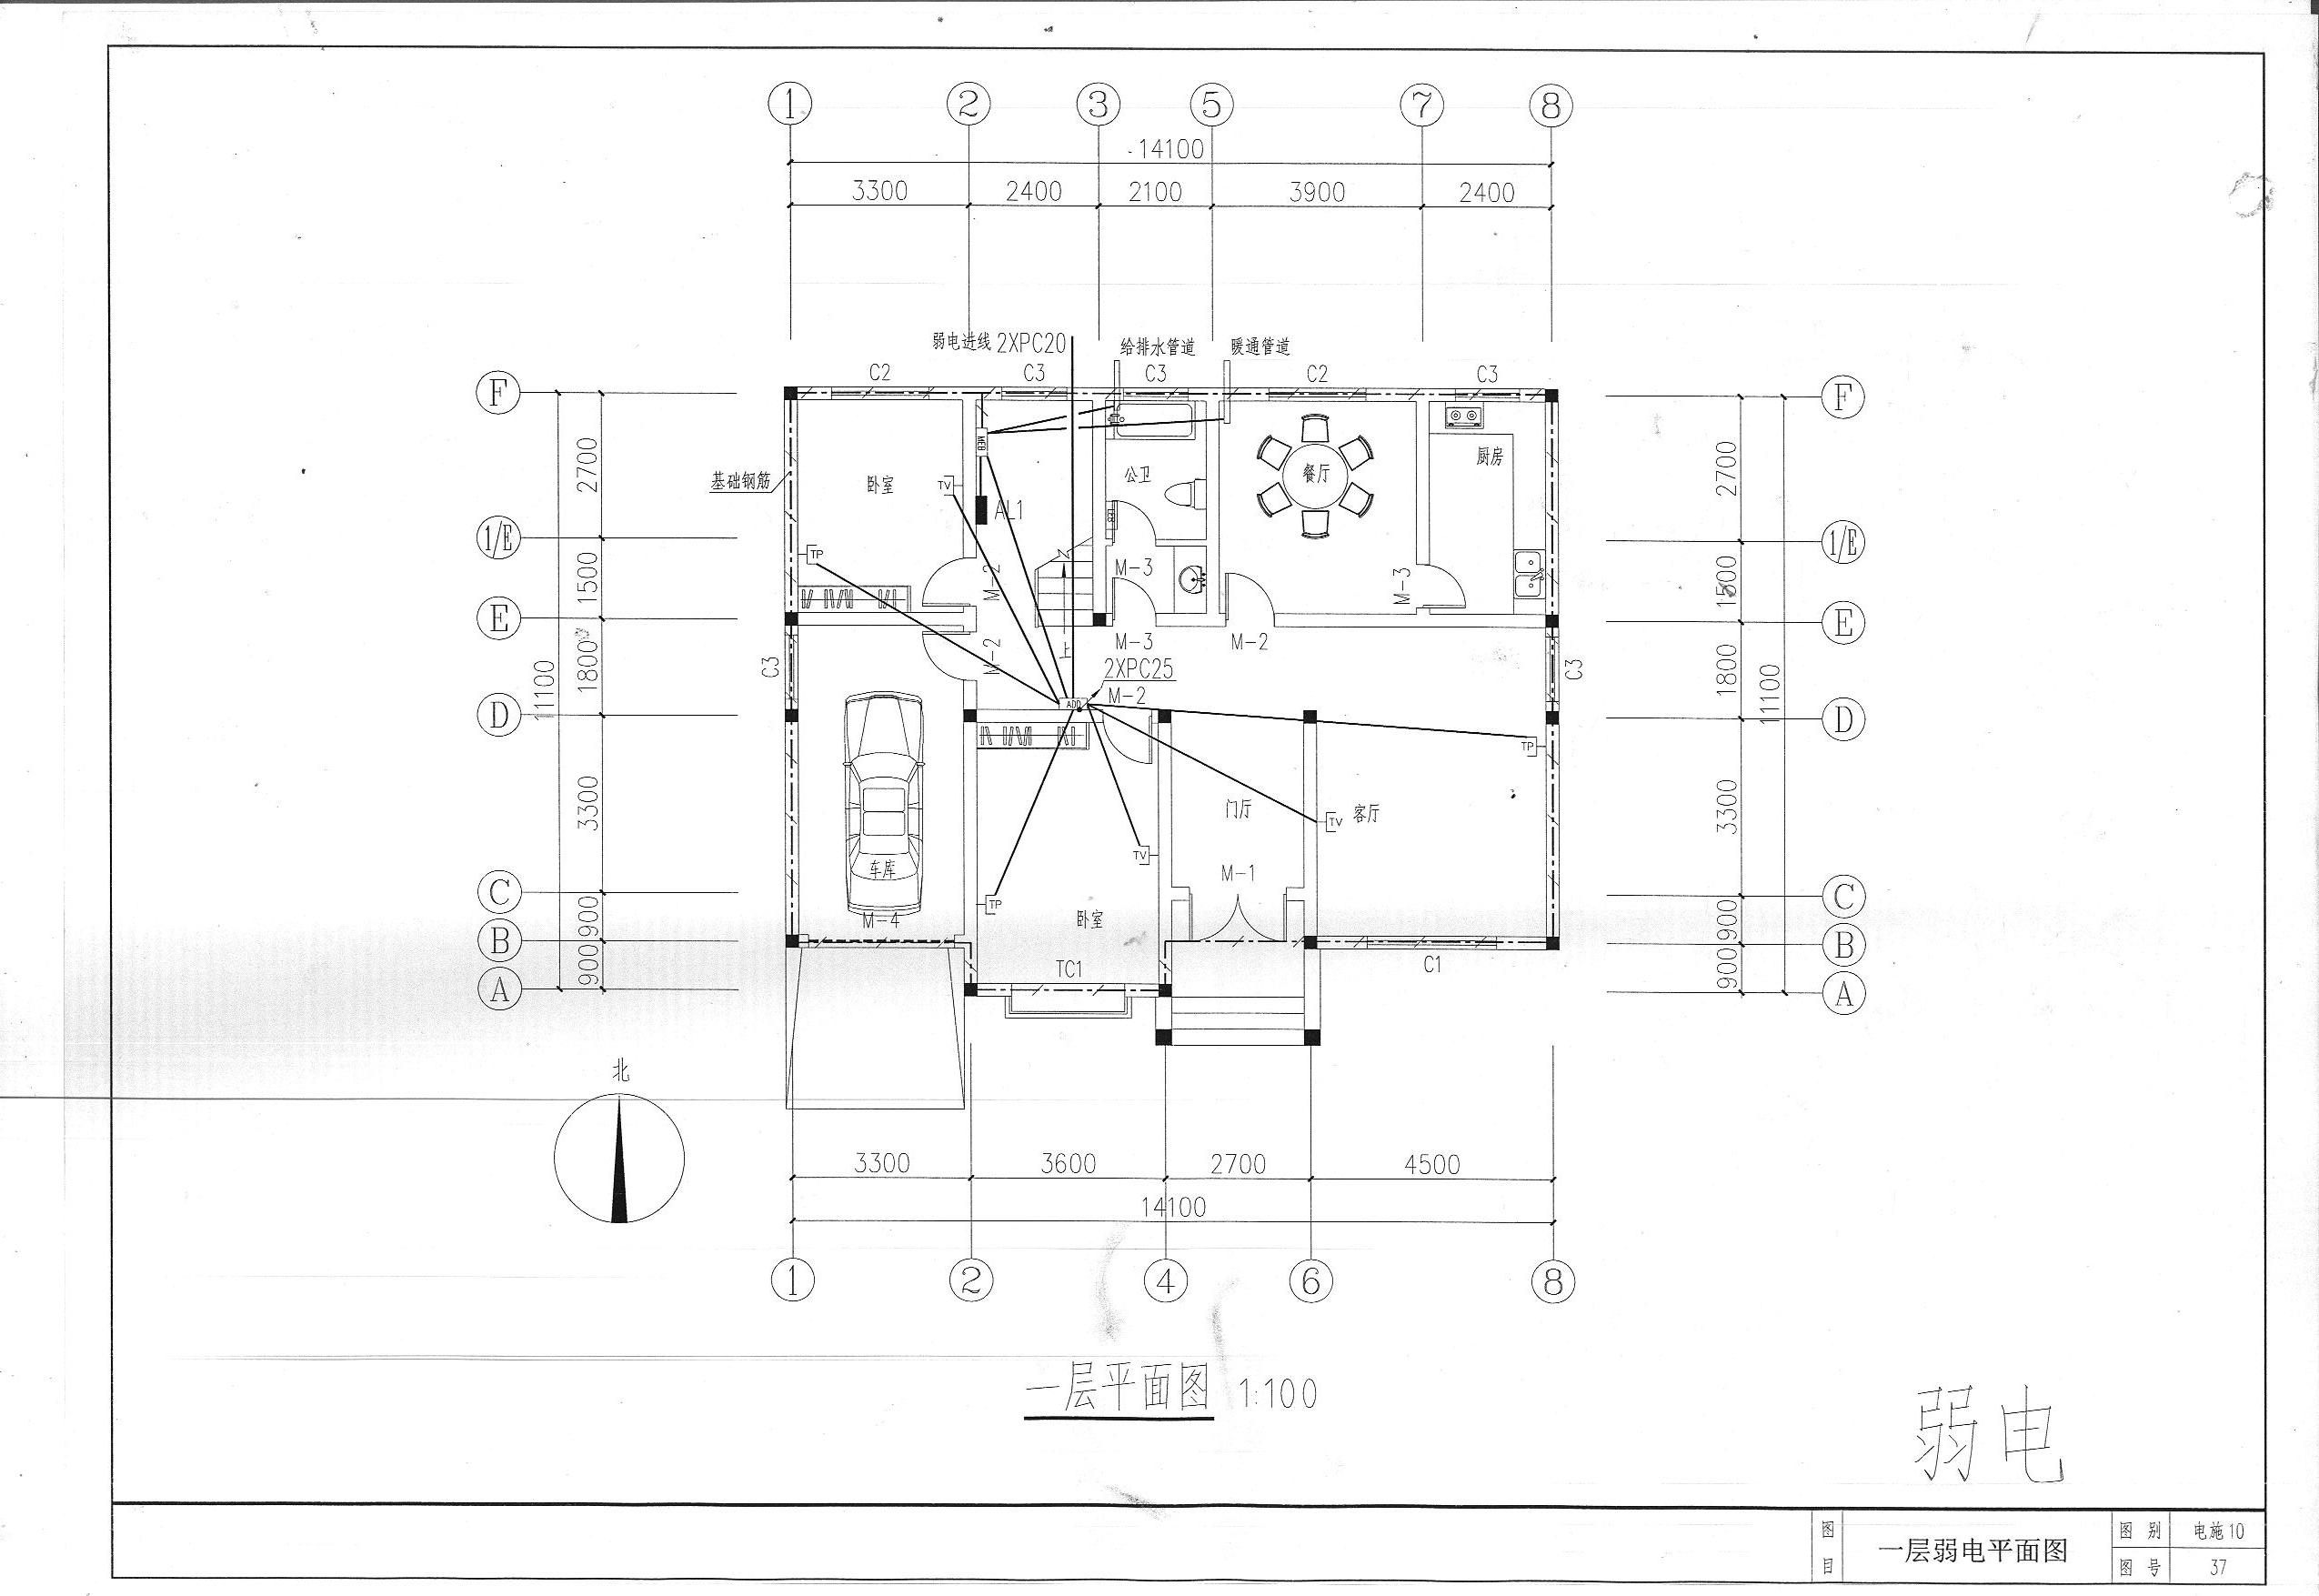 1 2 3 5 7 8
14100
3300 2400 2100 3900 2400
弱电进线 2XPC20 给排水管道 暖通管道
C2 C3 C3 C2 C3
F F
MEB
2700 基础钢筋 卧室 TV AL1 公卫 餐厅 厨房 2700
LEB
1/E 1/E
TP
1500 M-2 M-3 M-3 1500
E E
C3 M-2 上 M-3 M-2 C3
11100 1800 2XPC25 1800 11100
M-2
D ADD D
TP
3300 门厅 TV 客厅 3300
TV
车库 M-1
C TP C
900 M-4 卧室 900
B B
900 TC1 C1 900
A A
北
3300 3600 2700 4500
14100
1 2 4 6 8
一层平面图 1:100
弱电
图目 一层弱电平面图 图别 电施10
图号 37